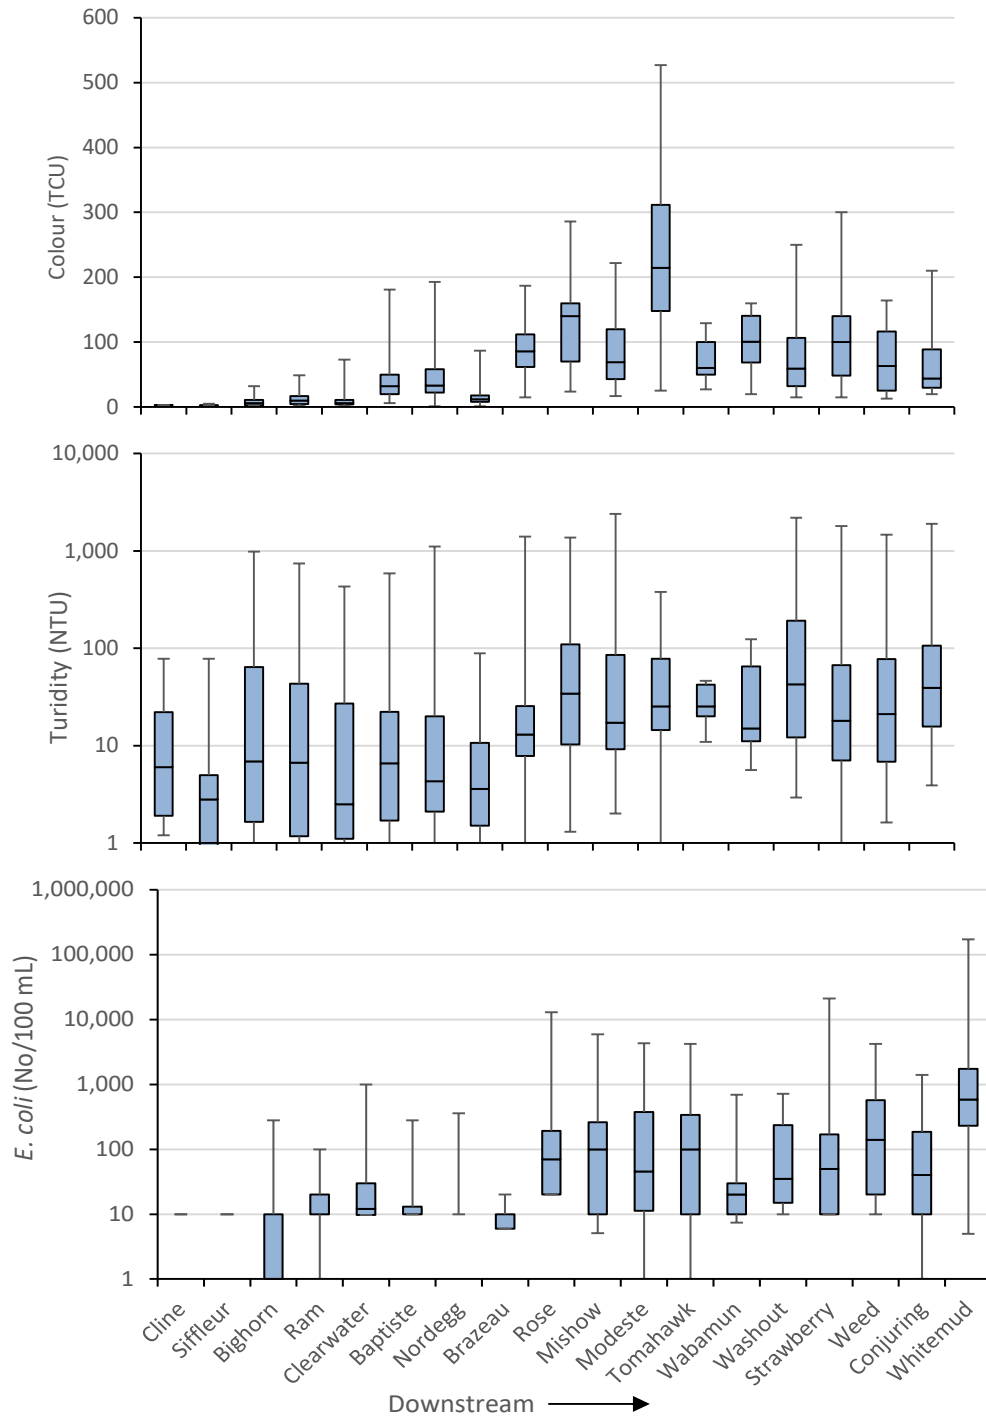 600
500
400
300
200
100
0
Colour (TCU)
10,000
1,000
100
10
1
Turidity (NTU)
1,000,000
100,000
10,000
1,000
100
10
1
E. coli (No/100 mL)
Cline
Siffleur
Bighorn
Ram
Clearwater
Baptiste
Nordegg
Brazeau
Rose
Mishow
Modeste
Tomahawk
Wabamun
Washout
Strawberry
Weed
Conjuring
Whitemud
Downstream